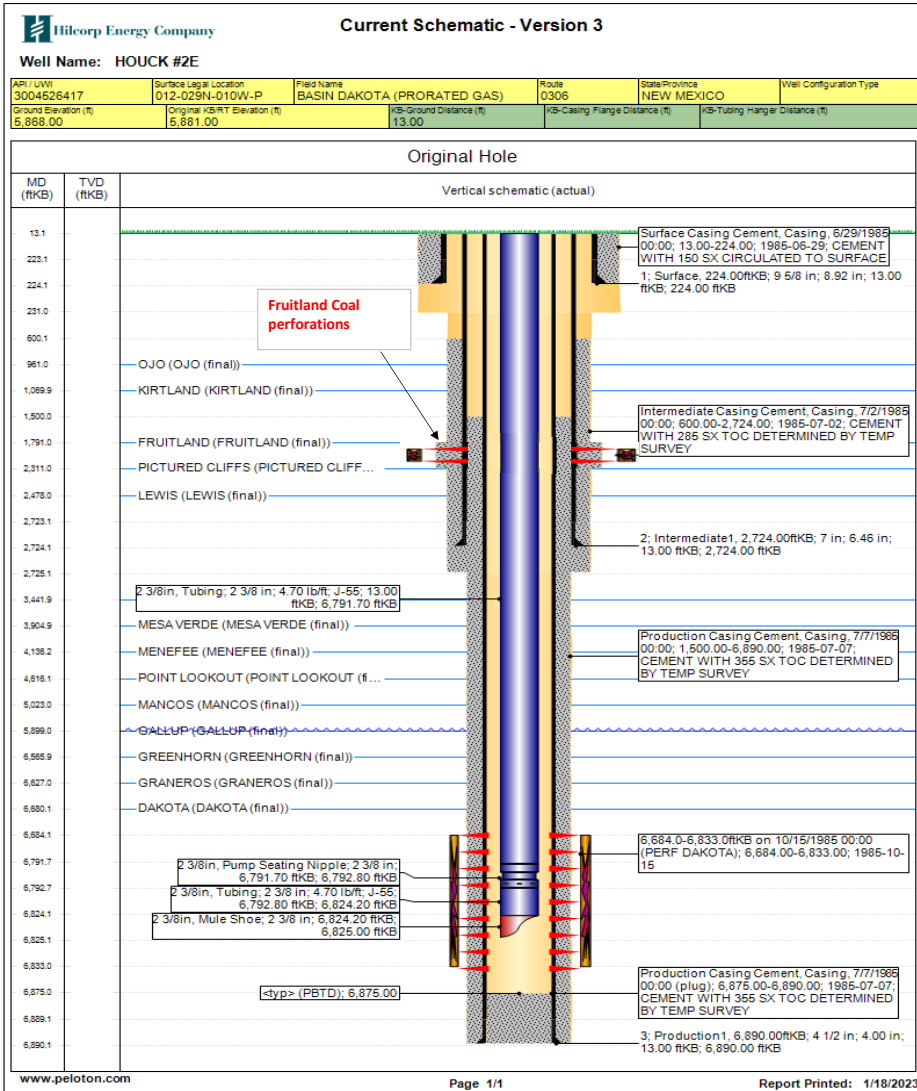 Hilcorp Energy Company
Current Schematic - Version 3
Well Name: HOUCK #2E
API / UWI
3004526417
Surface Legal Location
012-029N-010W-P
Field Name
BASIN DAKOTA (PRORATED GAS)
Route
0306
State/Province
NEW MEXICO
Well Configuration Type
Ground Elevation (ft)
5,868.00
Original KB/RT Elevation (ft)
5,881.00
KB-Ground Distance (ft)
13.00
KB-Casing Flange Distance (ft)
KB-Tubing Hanger Distance (ft)
Original Hole
MD
(ftKB)
TVD
(ftKB)
Vertical schematic (actual)
13.1
223.1
224.1
231.0
600.1
961.0
1,069.9
1,500.0
1,791.0
2,311.0
2,478.0
2,723.1
2,724.1
2,725.1
3,441.9
3,904.9
4,136.2
4,616.1
5,023.0
5,899.0
6,565.9
6,627.0
6,680.1
6,684.1
6,791.7
6,792.7
6,824.1
6,825.1
6,833.0
6,875.0
6,889.1
6,890.1
Fruitland Coal
perforations
OJO (OJO (final))
KIRTLAND (KIRTLAND (final))
FRUITLAND (FRUITLAND (final))
PICTURED CLIFFS (PICTURED CLIFF...
LEWIS (LEWIS (final))
2 3/8in, Tubing; 2 3/8 in; 4.70 lb/ft; J-55; 13.00
ftKB; 6,791.70 ftKB
MESA VERDE (MESA VERDE (final))
MENEFEE (MENEFEE (final))
POINT LOOKOUT (POINT LOOKOUT (fi...
MANCOS (MANCOS (final))
GALLUP (GALLUP (final))
GREENHORN (GREENHORN (final))
GRANEROS (GRANEROS (final))
DAKOTA (DAKOTA (final))
2 3/8in, Pump Seating Nipple; 2 3/8 in;
6,791.70 ftKB; 6,792.80 ftKB
2 3/8in, Tubing; 2 3/8 in; 4.70 lb/ft; J-55;
6,792.80 ftKB; 6,824.20 ftKB
2 3/8in, Mule Shoe; 2 3/8 in; 6,824.20 ftKB;
6,825.00 ftKB
<typ> (PBTD); 6,875.00
Surface Casing Cement, Casing, 6/29/1985
00:00; 13.00-224.00; 1985-06-29; CEMENT
WITH 150 SX CIRCULATED TO SURFACE
1; Surface, 224.00ftKB; 9 5/8 in; 8.92 in; 13.00
ftKB; 224.00 ftKB
Intermediate Casing Cement, Casing, 7/2/1985
00:00; 600.00-2,724.00; 1985-07-02; CEMENT
WITH 285 SX TOC DETERMINED BY TEMP
SURVEY
2; Intermediate1, 2,724.00ftKB; 7 in; 6.46 in;
13.00 ftKB; 2,724.00 ftKB
Production Casing Cement, Casing, 7/7/1985
00:00; 1,500.00-6,890.00; 1985-07-07;
CEMENT WITH 355 SX TOC DETERMINED
BY TEMP SURVEY
6,684.0-6,833.0ftKB on 10/15/1985 00:00
(PERF DAKOTA); 6,684.00-6,833.00; 1985-10-
15
Production Casing Cement, Casing, 7/7/1985
00:00 (plug); 6,875.00-6,890.00; 1985-07-07;
CEMENT WITH 355 SX TOC DETERMINED
BY TEMP SURVEY
3; Production1, 6,890.00ftKB; 4 1/2 in; 4.00 in;
13.00 ftKB; 6,890.00 ftKB
www.peloton.com
Page 1/1
Report Printed: 1/18/2023